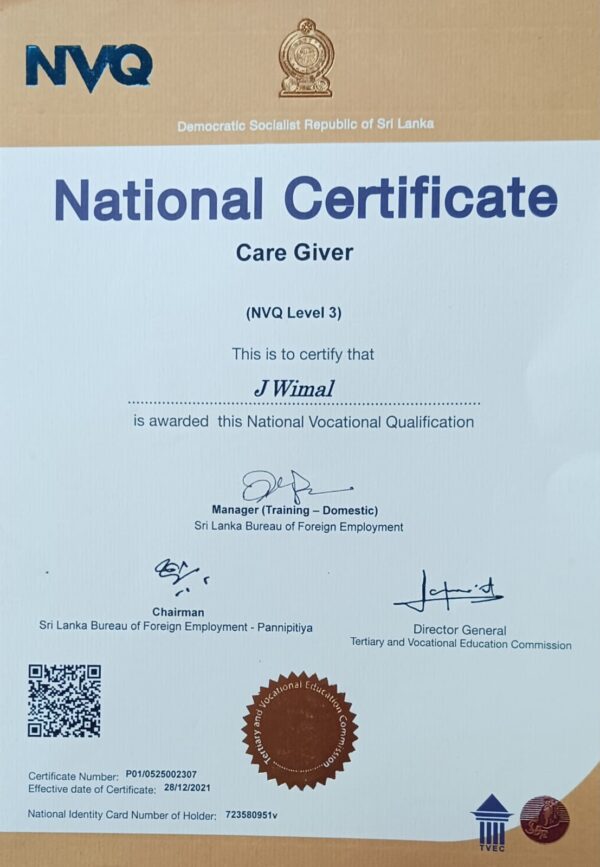 NVQ
Democratic Socialist Republic of Sri Lanka
National Certificate
Care Giver
(NVQ Level 3)
This is to certify that
J Wimal
is awarded this National Vocational Qualification
Manager (Training – Domestic)
Sri Lanka Bureau of Foreign Employment
Chairman
Sri Lanka Bureau of Foreign Employment - Pannipitiya
Director General
Tertiary and Vocational Education Commission
Tertiary and Vocational Education Commission
Certificate Number: P01/0525002307
Effective date of Certificate: 28/12/2021
National Identity Card Number of Holder: 723580951v
TVEC